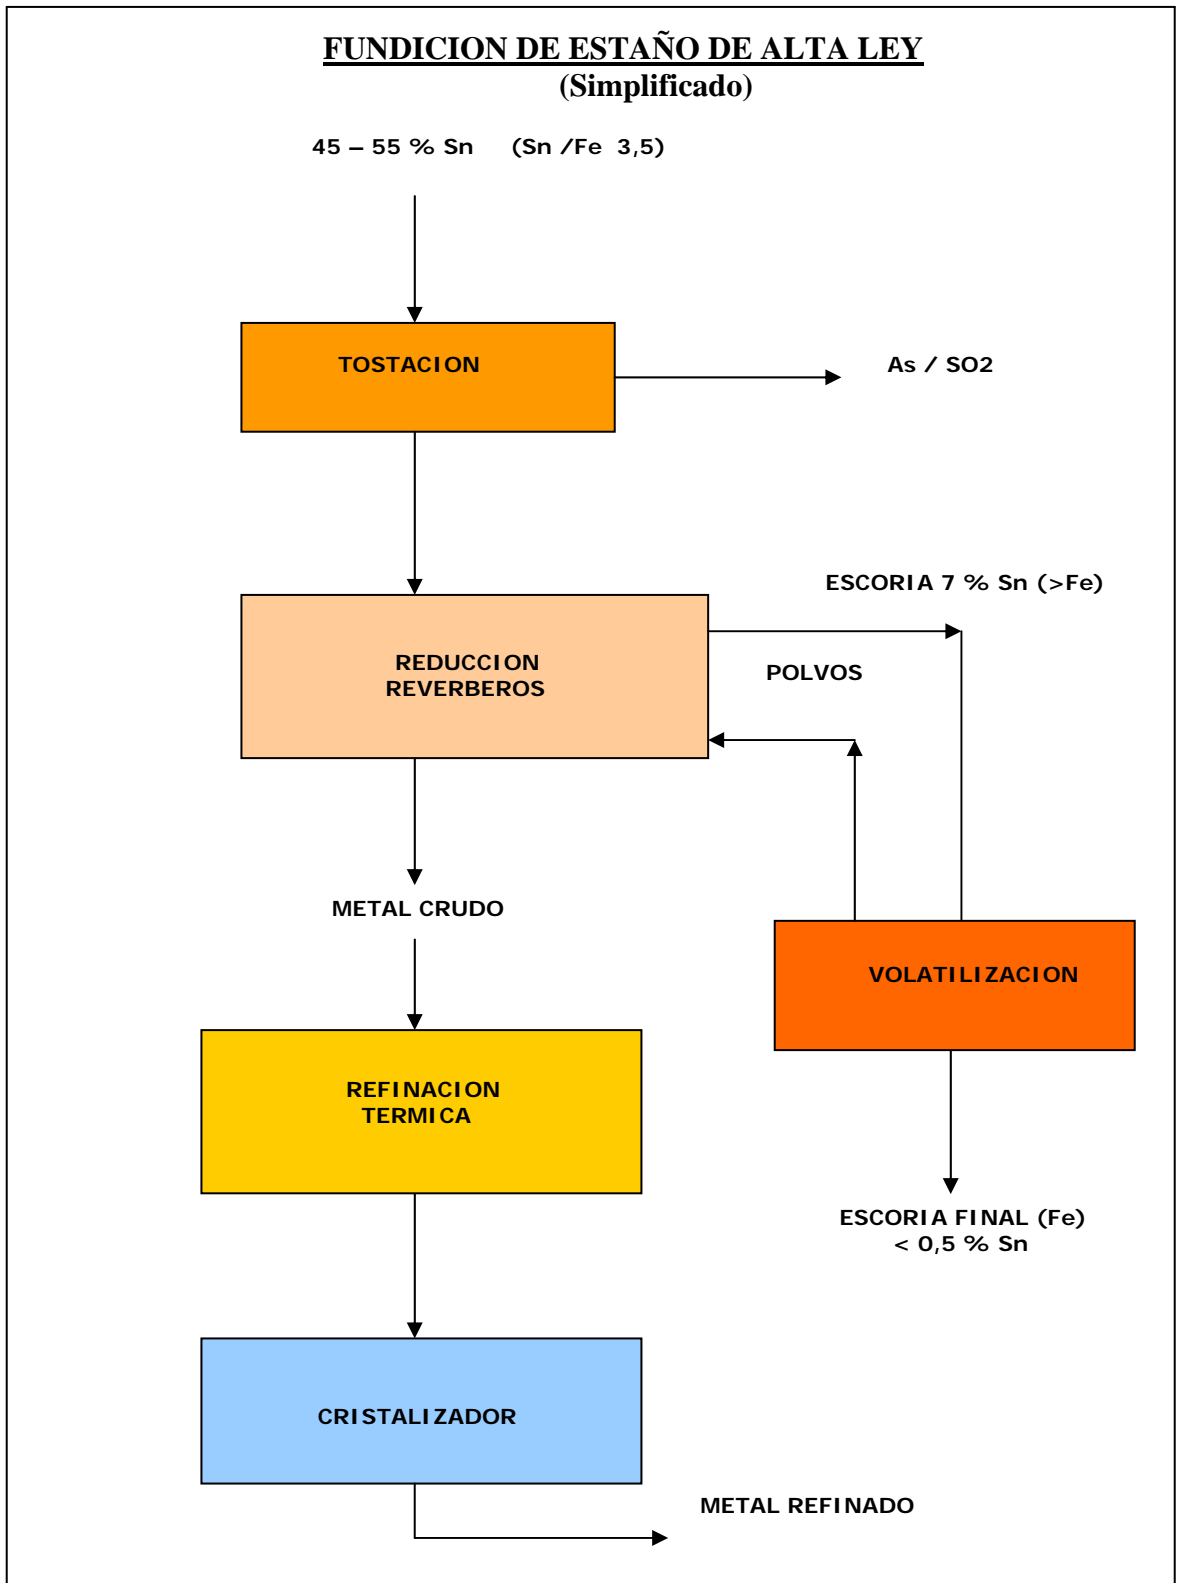 FUNDICION DE ESTAÑO DE ALTA LEY
(Simplificado)
45 – 55 % Sn (Sn /Fe 3,5)
TOSTACION
As / SO2
ESCORIA 7 % Sn (>Fe)
REDUCCION
REVERBEROS
POLVOS
METAL CRUDO
VOLATILIZACION
REFINACION
TERMICA
ESCORIA FINAL (Fe)
< 0,5 % Sn
CRISTALIZADOR
METAL REFINADO